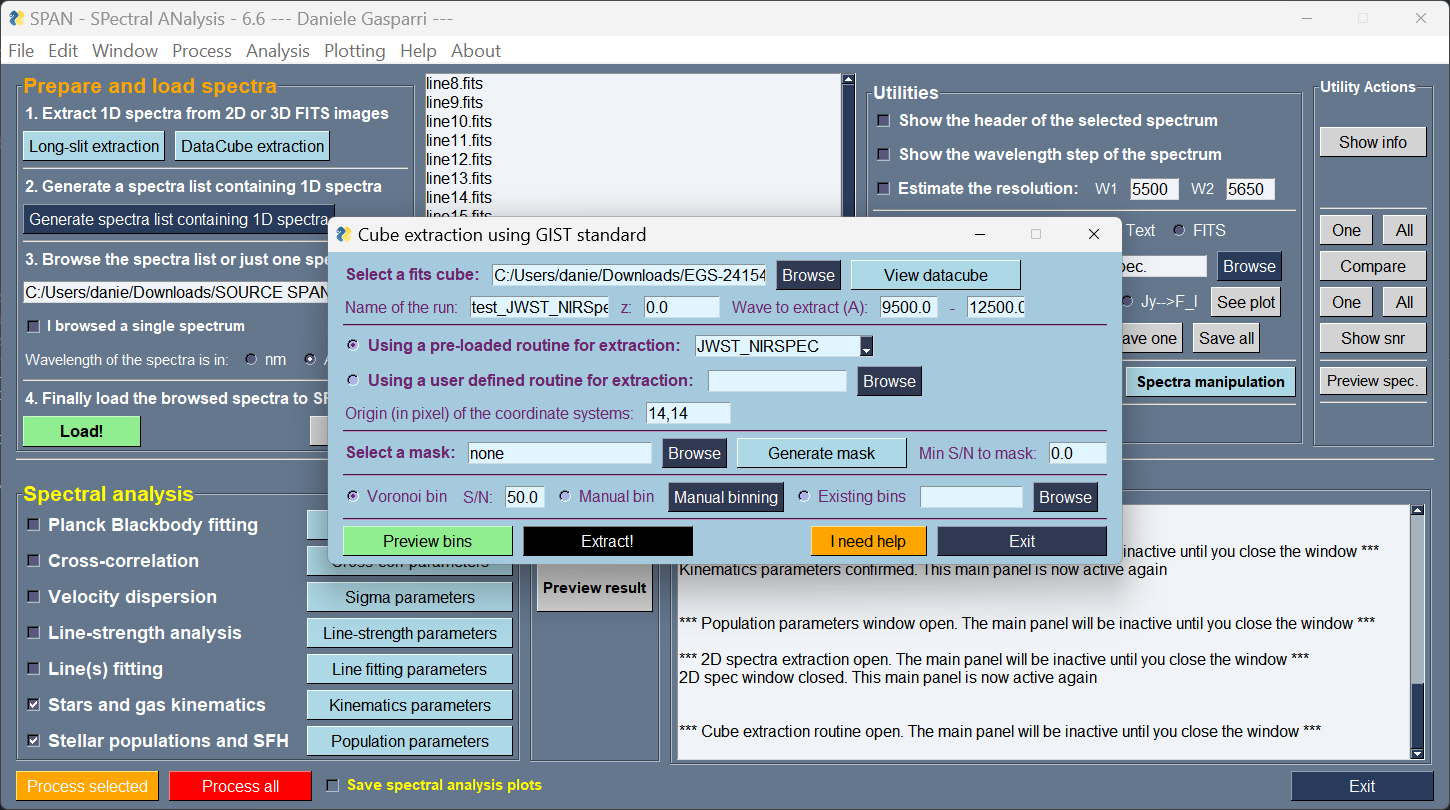 SPAN - SPectral ANalysis - 6.6 --- Daniele Gasparri ---
File Edit Window Process Analysis Plotting Help About
Prepare and load spectra
1. Extract 1D spectra from 2D or 3D FITS images
Long-slit extraction DataCube extraction
2. Generate a spectra list containing 1D spectra
Generate spectra list containing 1D spectra
3. Browse the spectra list or just one spe
C:/Users/danie/Downloads/SOURCE SPAN
I browsed a single spectrum
Wavelength of the spectra is in: nm
4. Finally load the browsed spectra to
Load!
line8.fits
line9.fits
line10.fits
line11.fits
line12.fits
line13.fits
line14.fits
line15.fits
Utilities
Show the header of the selected spectrum
Show the wavelength step of the spectrum
Estimate the resolution: W1 5500 W2 5650
Text FITS
pec. Browse
Jy-->F_l See plot
ave one Save all
Spectra manipulation
Utility Actions
Show info
One All
Compare
One All
Show snr
Preview spec.
Cube extraction using GIST standard
Select a fits cube: C:/Users/danie/Downloads/EGS-24154 Browse View datacube
Name of the run: test_JWST_NIRSpe z: 0.0 Wave to extract (A): 9500.0 - 12500.0
Using a pre-loaded routine for extraction: JWST_NIRSPEC
Using a user defined routine for extraction: Browse
Origin (in pixel) of the coordinate systems: 14,14
Select a mask: none Browse Generate mask Min S/N to mask: 0.0
Voronoi bin S/N: 50.0 Manual bin Manual binning Existing bins Browse
Preview bins Extract! I need help Exit
Spectral analysis
Planck Blackbody fitting
Cross-correlation Cross-corr parameters
Velocity dispersion Sigma parameters
Line-strength analysis Line-strength parameters
Line(s) fitting Line fitting parameters
Stars and gas kinematics Kinematics parameters
Stellar populations and SFH Population parameters
Preview result
inactive until you close the window ***
Kinematics parameters confirmed. This main panel is now active again
*** Population parameters window open. The main panel will be inactive until you close the window ***
*** 2D spectra extraction open. The main panel will be inactive until you close the window ***
2D spec window closed. This main panel is now active again
*** Cube extraction routine open. The main panel will be inactive until you close the window ***
Process selected Process all Save spectral analysis plots Exit